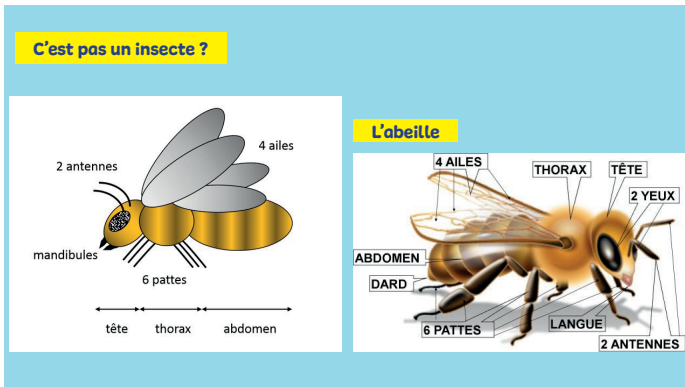 C'est pas un insecte ?
2 antennes
4 ailes
mandibules
6 pattes
tête
thorax
abdomen
L'abeille
4 AILES
THORAX
TÊTE
2 YEUX
ABDOMEN
DARD
6 PATTES
LANGUE
2 ANTENNES